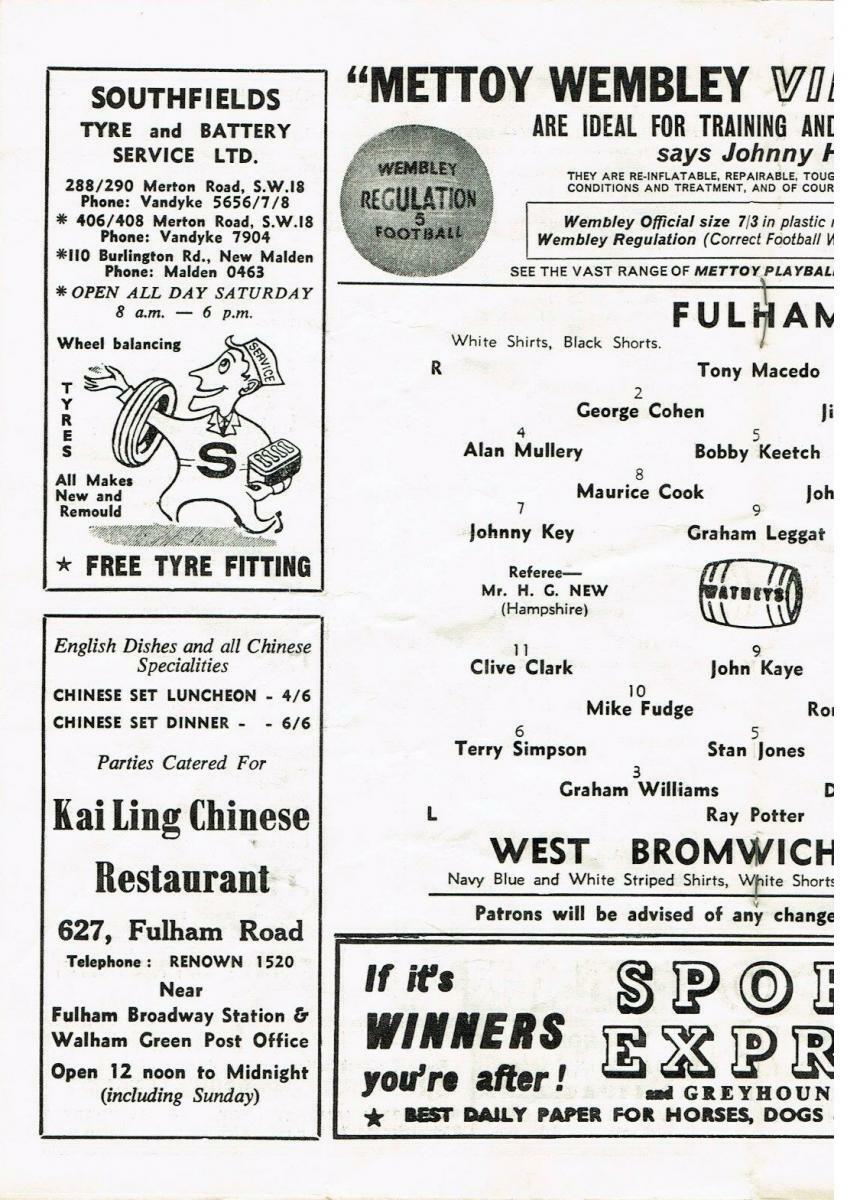 SOUTHFIELDS
TYRE and BATTERY
SERVICE LTD.
288/290 Merton Road, S.W.18
Phone: Vandyke 5656/7/8
* 406/408 Merton Road, S.W.18
Phone: Vandyke 7904
*110 Burlington Rd., New Malden
Phone: Malden 0463
* OPEN ALL DAY SATURDAY
8 a.m. — 6 p.m.
Wheel balancing
SERVICE
TYRES
S
All Makes
New and
Remould
★ FREE TYRE FITTING
English Dishes and all Chinese
Specialities
CHINESE SET LUNCHEON - 4/6
CHINESE SET DINNER - - 6/6
Parties Catered For
Kai Ling Chinese
Restaurant
627, Fulham Road
Telephone : RENOWN 1520
Near
Fulham Broadway Station &
Walham Green Post Office
Open 12 noon to Midnight
(including Sunday)
"METTOY WEMBLEY
ARE IDEAL FOR TRAINING AND
says Johnny H
WEMBLEY
REGULATION
5
FOOTBALL
THEY ARE RE-INFLATABLE, REPAIRABLE, TOUG
CONDITIONS AND TREATMENT, AND OF COUR
Wembley Official size 7/3 in plastic
Wembley Regulation (Correct Football W
SEE THE VAST RANGE OF METTOY PLAYBAL
FULHAM
White Shirts, Black Shorts.
R
Tony Macedo
2
George Cohen Ji
4 5
Alan Mullery Bobby Keetch
8
Maurice Cook Joh
7 9
Johnny Key Graham Leggat
Referee—
Mr. H. G. NEW
(Hampshire)
WATNEYS
11 9
Clive Clark John Kaye
10
Mike Fudge Ro
6 5
Terry Simpson Stan Jones
3
Graham Williams D
L Ray Potter
WEST BROMWICH
Navy Blue and White Striped Shirts, White Shorts
Patrons will be advised of any change
If it's
WINNERS
you're after!
SPOR
EXPR
and GREYHOUN
★ BEST DAILY PAPER FOR HORSES, DOGS